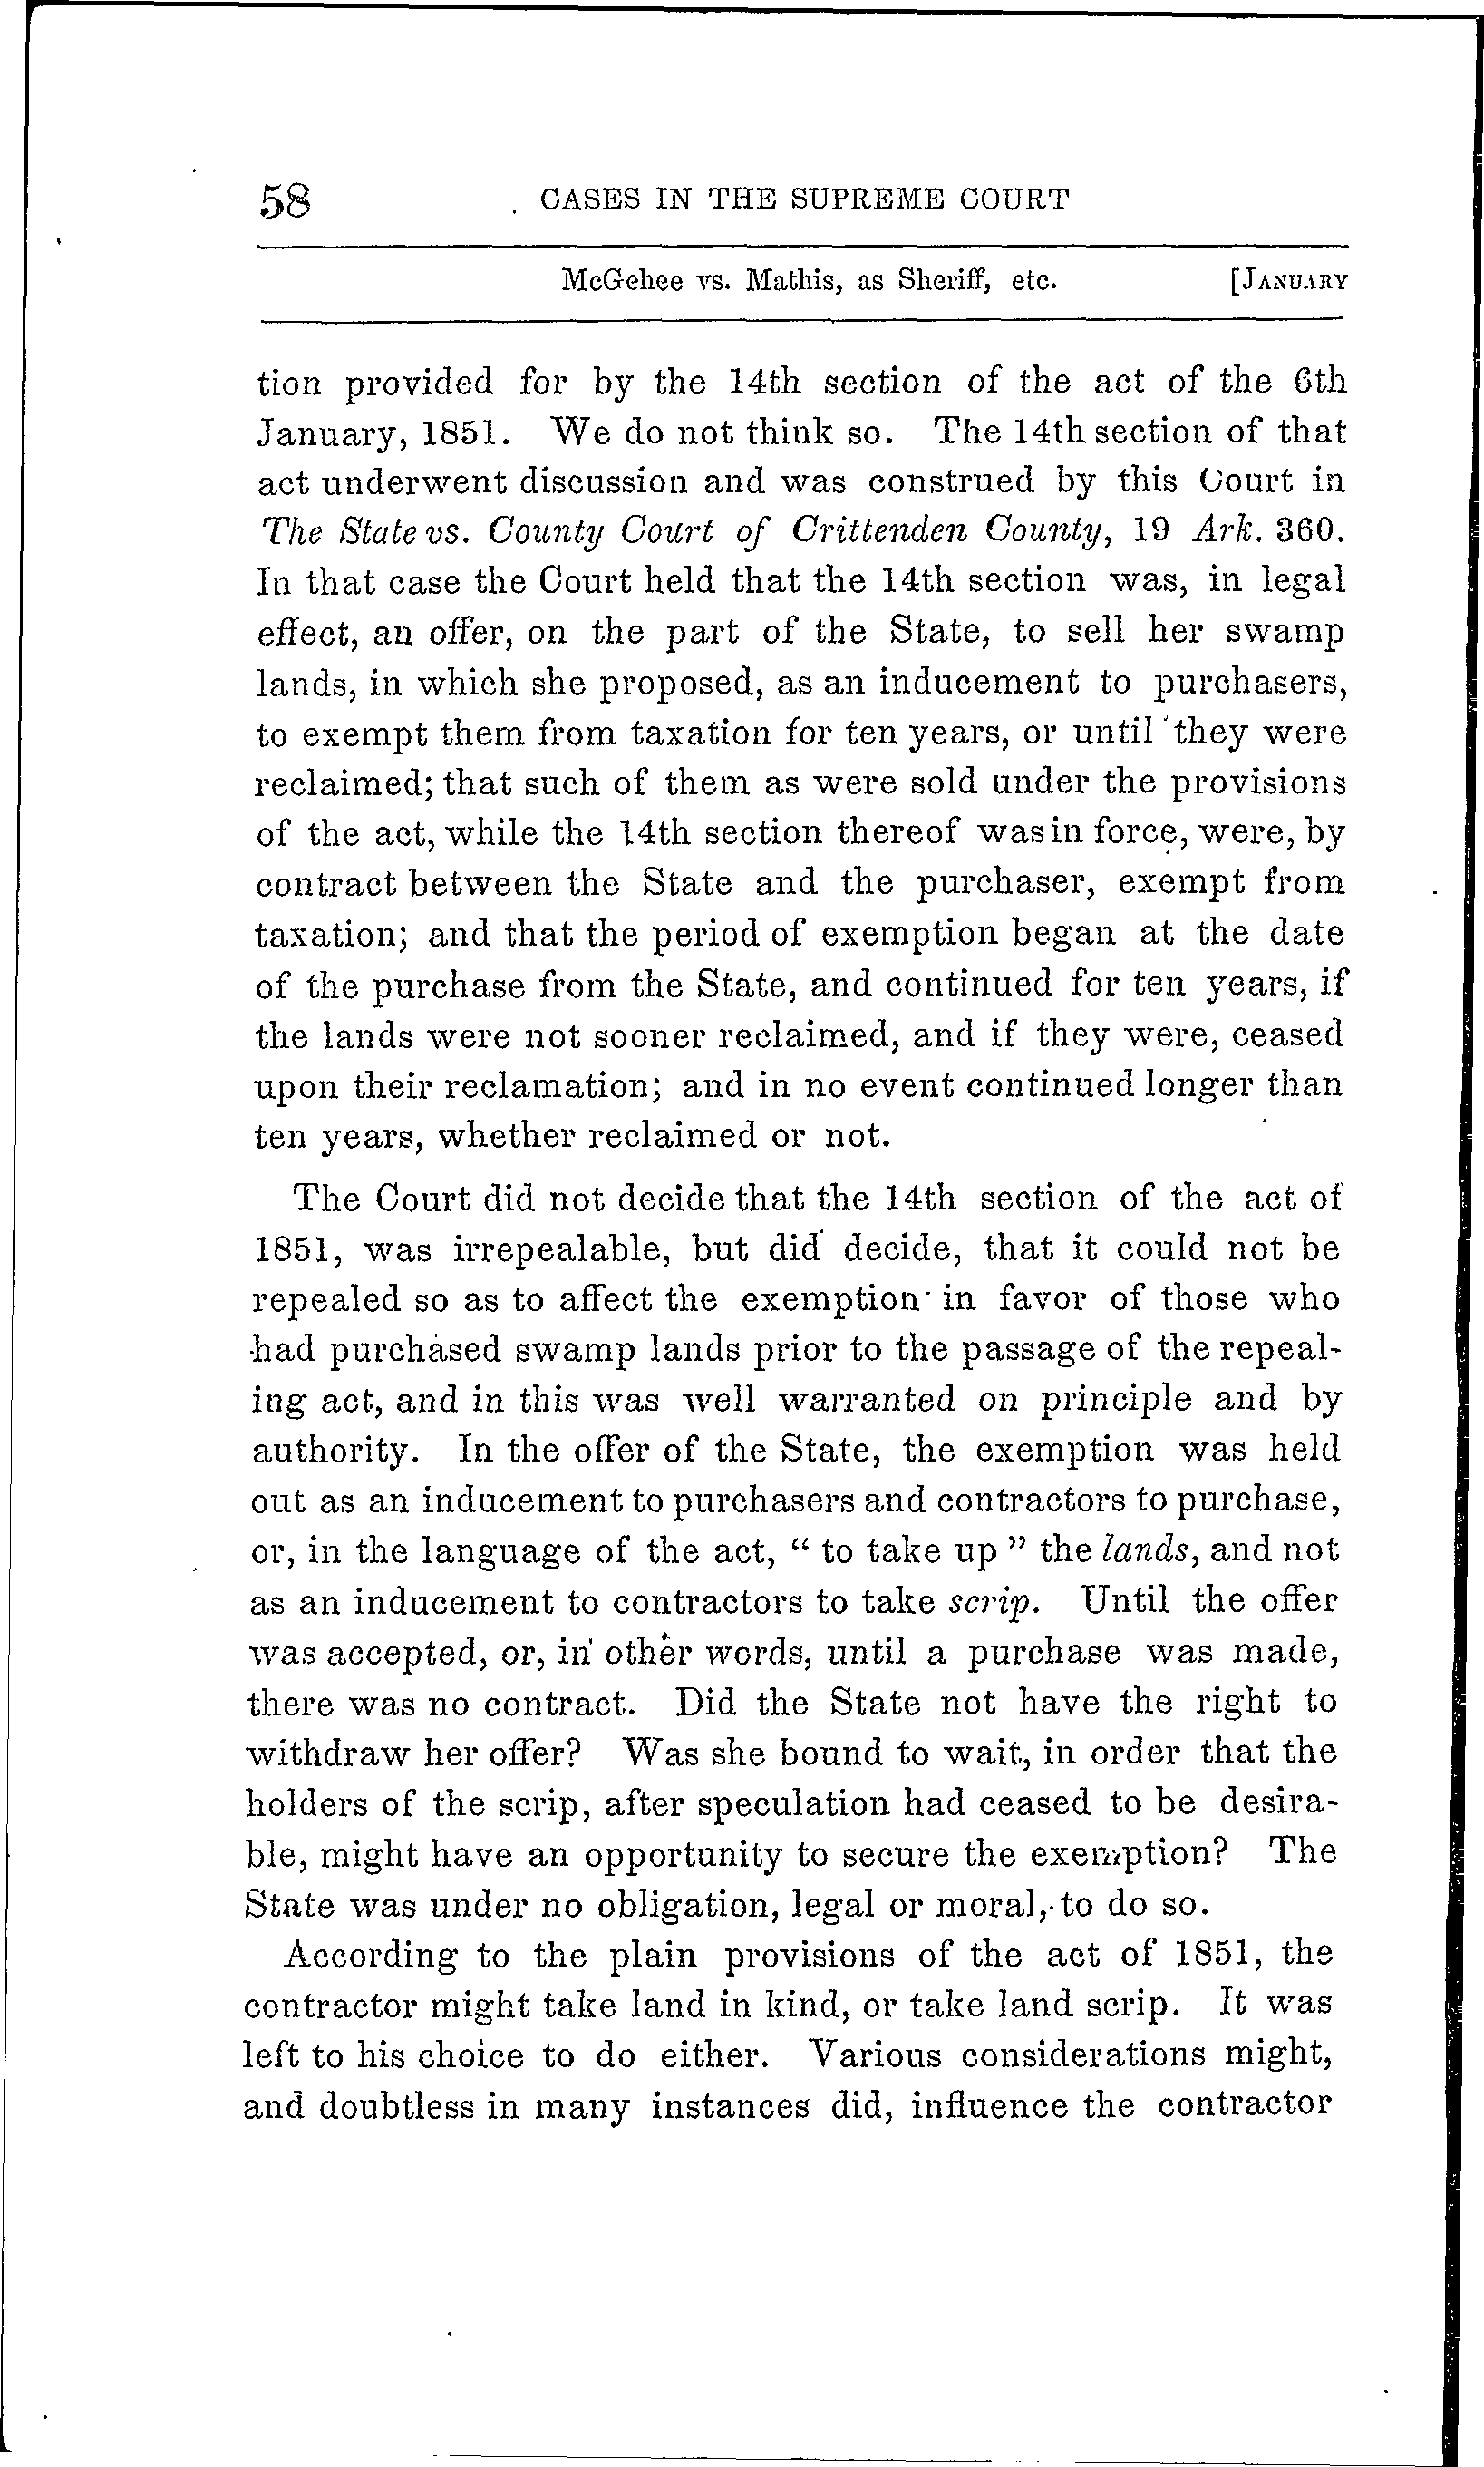 58 CASES IN THE SUPREME COURT
McGehee vs. Mathis, as Sheriff, etc. [JANUARY
tion provided for by the 14th section of the act of the 6th
January, 1851. We do not think so. The 14th section of that
act underwent discussion and was construed by this Court in
The State vs. County Court of Crittenden County, 19 Ark. 360.
In that case the Court held that the 14th section was, in legal
effect, an offer, on the part of the State, to sell her swamp
lands, in which she proposed, as an inducement to purchasers,
to exempt them from taxation for ten years, or until they were
reclaimed; that such of them as were sold under the provisions
of the act, while the 14th section thereof was in force, were, by
contract between the State and the purchaser, exempt from
taxation; and that the period of exemption began at the date
of the purchase from the State, and continued for ten years, if
the lands were not sooner reclaimed, and if they were, ceased
upon their reclamation; and in no event continued longer than
ten years, whether reclaimed or not.
The Court did not decide that the 14th section of the act of
1851, was irrepealable, but did decide, that it could not be
repealed so as to affect the exemption in favor of those who
had purchased swamp lands prior to the passage of the repeal-
ing act, and in this was well warranted on principle and by
authority. In the offer of the State, the exemption was held
out as an inducement to purchasers and contractors to purchase,
or, in the language of the act, " to take up " the lands, and not
as an inducement to contractors to take scrip. Until the offer
was accepted, or, in other words, until a purchase was made,
there was no contract. Did the State not have the right to
withdraw her offer? Was she bound to wait, in order that the
holders of the scrip, after speculation had ceased to be desira-
ble, might have an opportunity to secure the exemption? The
State was under no obligation, legal or moral, to do so.
According to the plain provisions of the act of 1851, the
contractor might take land in kind, or take land scrip. It was
left to his choice to do either. Various considerations might,
and doubtless in many instances did, influence the contractor